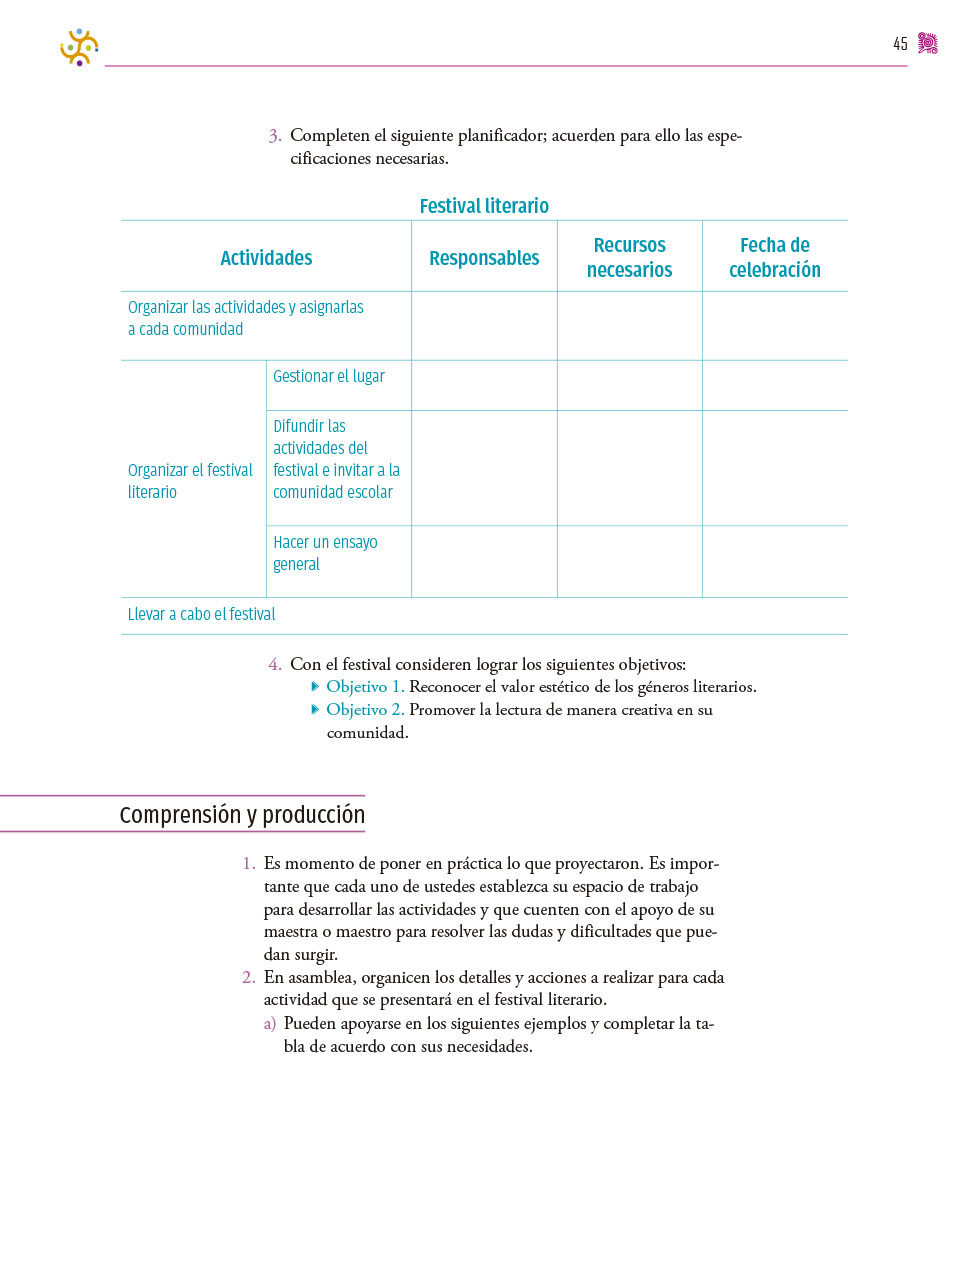 45
3. Completen el siguiente planificador; acuerden para ello las espe-
cificaciones necesarias.
Festival literario
Actividades
Responsables
Recursos
necesarios
Fecha de
celebración
Organizar las actividades y asignarlas
a cada comunidad
Organizar el festival
literario
Gestionar el lugar
Difundir las
actividades del
festival e invitar a la
comunidad escolar
Hacer un ensayo
general
Llevar a cabo el festival
4. Con el festival consideren lograr los siguientes objetivos:
Objetivo 1. Reconocer el valor estético de los géneros literarios.
Objetivo 2. Promover la lectura de manera creativa en su
comunidad.
Comprensión y producción
1. Es momento de poner en práctica lo que proyectaron. Es impor-
tante que cada uno de ustedes establezca su espacio de trabajo
para desarrollar las actividades y que cuenten con el apoyo de su
maestra o maestro para resolver las dudas y dificultades que pue-
dan surgir.
2. En asamblea, organicen los detalles y acciones a realizar para cada
actividad que se presentará en el festival literario.
a) Pueden apoyarse en los siguientes ejemplos y completar la ta-
bla de acuerdo con sus necesidades.